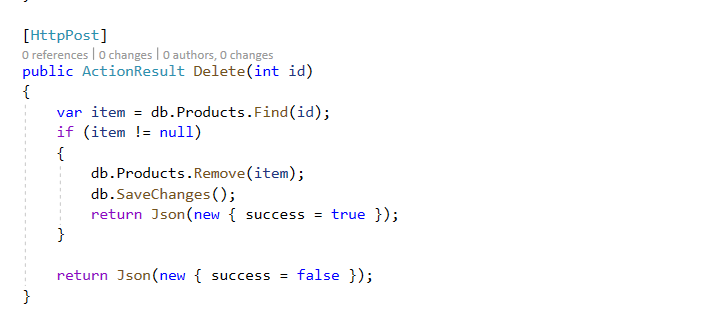 [HttpPost]
0 references | 0 changes | 0 authors, 0 changes
public ActionResult Delete(int id)
{
    var item = db.Products.Find(id);
    if (item != null)
    {
        db.Products.Remove(item);
        db.SaveChanges();
        return Json(new { success = true });
    }

    return Json(new { success = false });
}